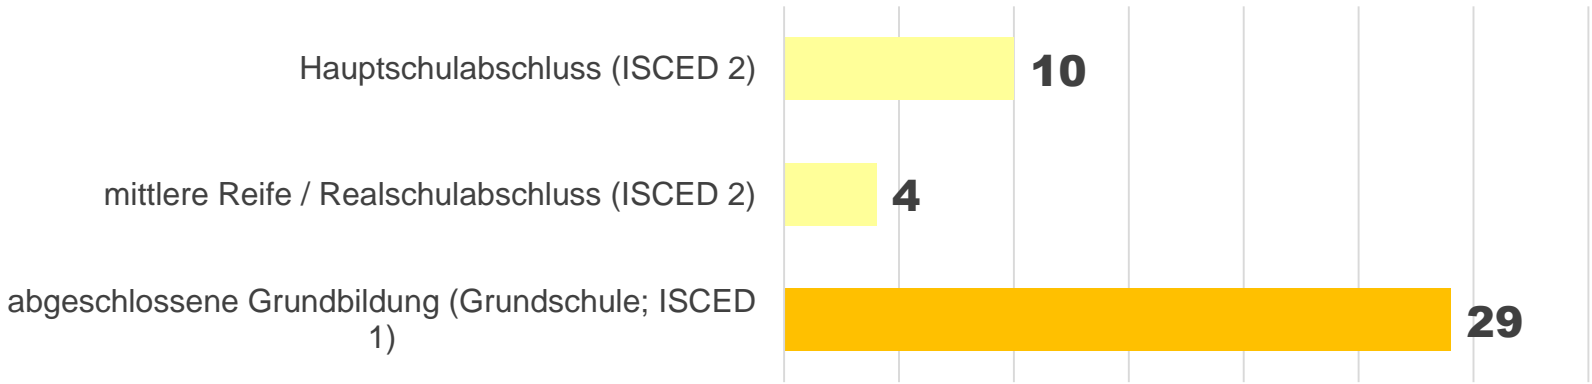 Hauptschulabschluss (ISCED 2)
10
mittlere Reife / Realschulabschluss (ISCED 2)
4
abgeschlossene Grundbildung (Grundschule; ISCED
1)
29